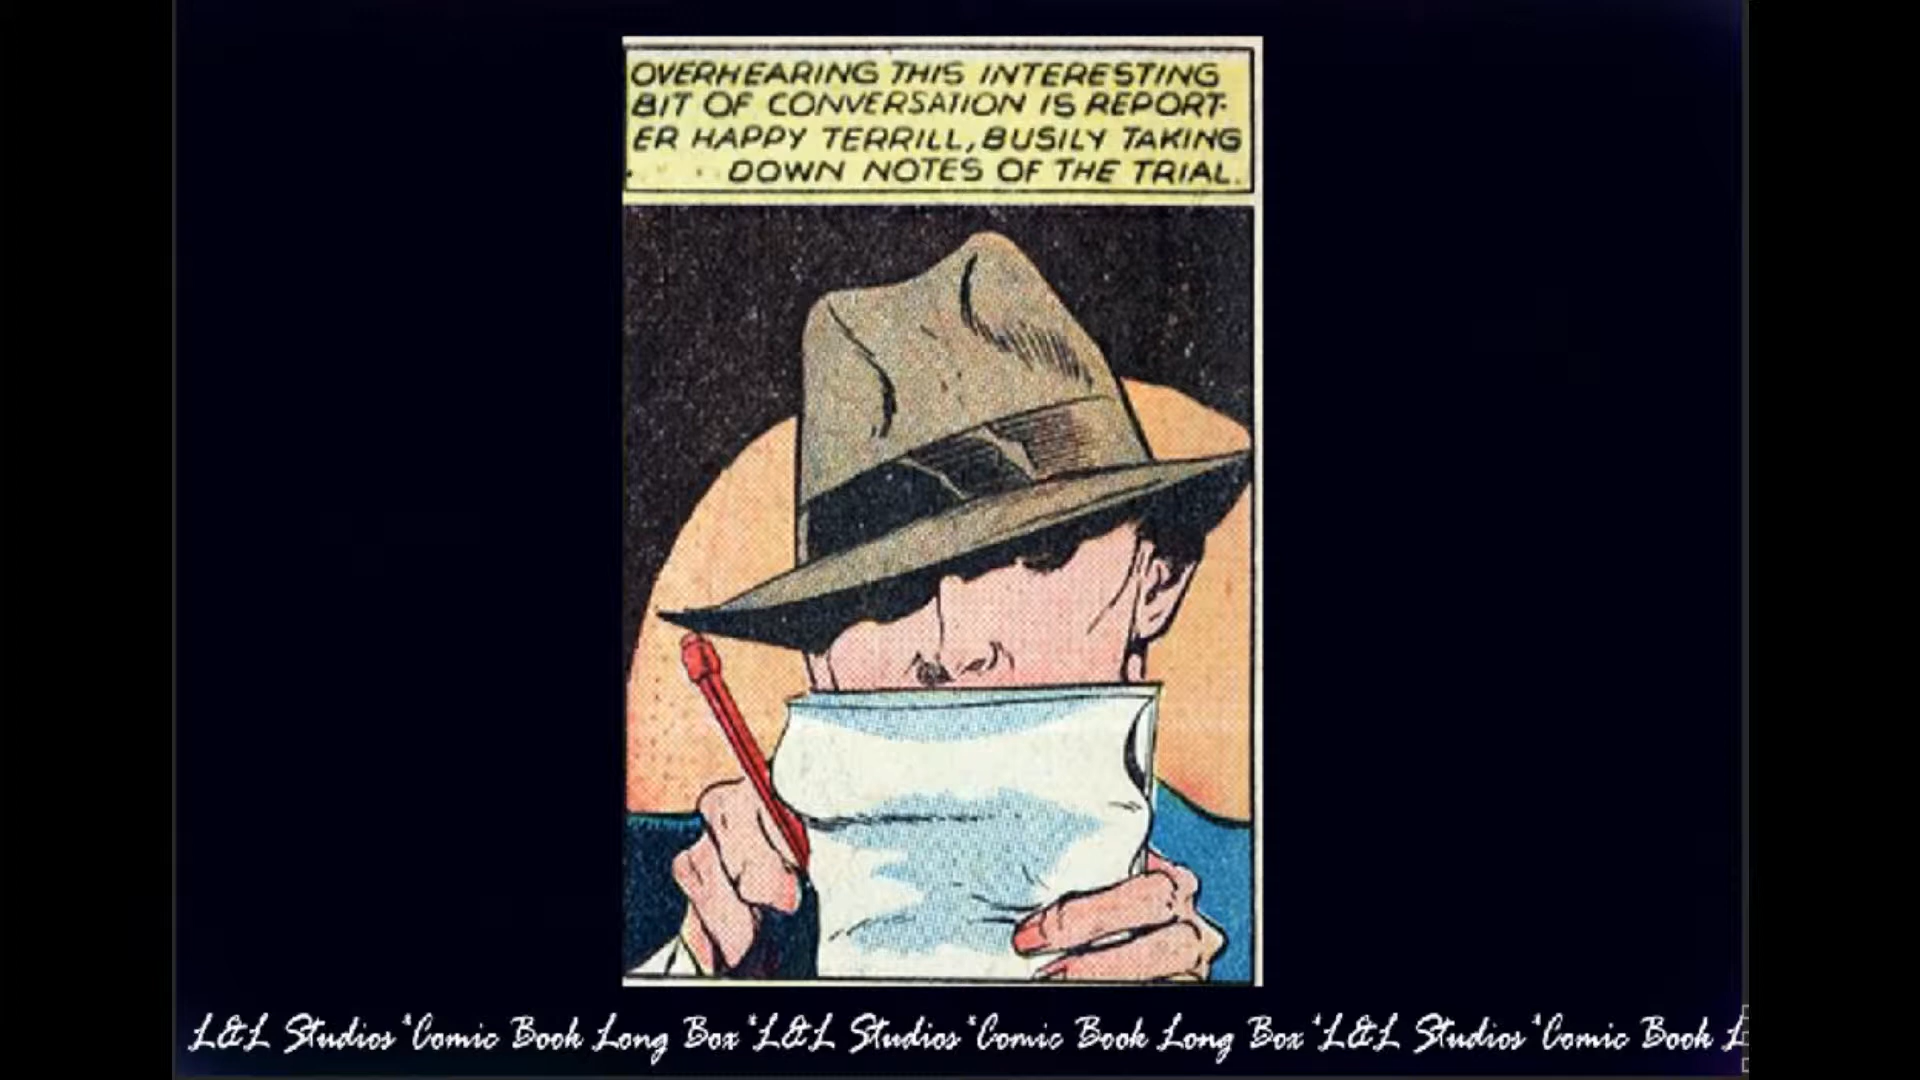 OVERHEARING THIS INTERESTING
BIT OF CONVERSATION IS REPORT-
ER HAPPY TERRILL, BUSILY TAKING
DOWN NOTES OF THE TRIAL.
L&L Studios *Comic Book Long Box *L&L Studios *Comic Book Long Box *L&L Studios *Comic Book L